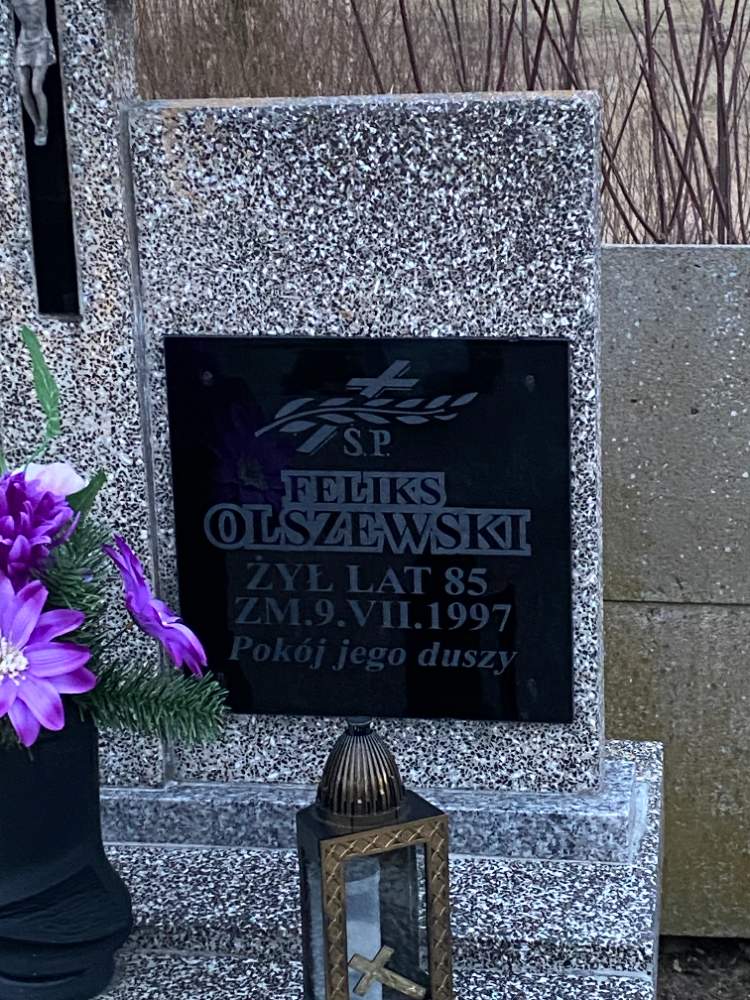 S.P.
FELIKS
OLSZEWSKI
ŻYŁ LAT 85
ZM.9.VII.1997
Pokój jego duszy